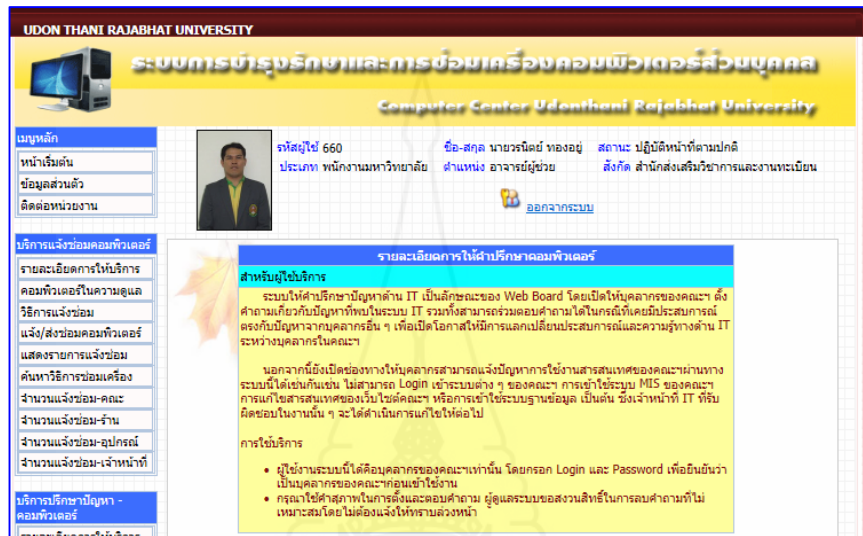 UDON THANI RAJABHAT UNIVERSITY
ระบบการบำรุงรักษาและการซ่อมเครื่องคอมพิวเตอร์ส่วนบุคคล
Computer Center Udonthani Rajabhat University
เมนูหลัก
หน้าเริ่มต้น
ข้อมูลส่วนตัว
ติดต่อหน่วยงาน
บริการแจ้งซ่อมคอมพิวเตอร์
รายละเอียดการให้บริการ
คอมพิวเตอร์ในความดูแล
วิธีการแจ้งซ่อม
แจ้ง/ส่งซ่อมคอมพิวเตอร์
แสดงรายการแจ้งซ่อม
ค้นหาวิธีการซ่อมเครื่อง
จำนวนแจ้งซ่อม-คณะ
จำนวนแจ้งซ่อม-ร้าน
จำนวนแจ้งซ่อม-อุปกรณ์
จำนวนแจ้งซ่อม-เจ้าหน้าที่
บริการปรึกษาปัญหา -
คอมพิวเตอร์
รายละเอียดการให้บริการ
รหัสผู้ใช้ 660 ชื่อ-สกุล นายวรนิตย์ ทองอยู่ สถานะ ปฏิบัติหน้าที่ตามปกติ
ประเภท พนักงานมหาวิทยาลัย ตำแหน่ง อาจารย์ผู้ช่วย สังกัด สำนักส่งเสริมวิชาการและงานทะเบียน
ออกจากระบบ
รายละเอียดการให้คำปรึกษาคอมพิวเตอร์
สำหรับผู้ใช้บริการ
ระบบให้คำปรึกษาปัญหาด้าน IT เป็นลักษณะของ Web Board โดยเปิดให้บุคลากรของคณะฯ ตั้ง
คำถามเกี่ยวกับปัญหาที่พบในระบบ IT รวมทั้งสามารถร่วมตอบคำถามได้ในกรณีที่เคยมีประสบการณ์
ตรงกับปัญหาจากบุคลากรอื่น ๆ เพื่อเปิดโอกาสให้มีการแลกเปลี่ยนประสบการณ์และความรู้ทางด้าน IT
ระหว่างบุคลากรในคณะฯ
นอกจากนี้ยังเปิดช่องทางให้บุคลากรสามารถแจ้งปัญหาการใช้งานสารสนเทศของคณะฯผ่านทาง
ระบบนี้ได้เช่นกันเช่น ไม่สามารถ Login เข้าระบบต่าง ๆ ของคณะฯ การเข้าใช้ระบบ MIS ของคณะฯ
การแก้ไขสารสนเทศของเว็บไซต์คณะฯ หรือการเข้าใช้ระบบฐานข้อมูล เป็นต้น ซึ่งเจ้าหน้าที่ IT ที่รับ
ผิดชอบในงานนั้น ๆ จะได้ดำเนินการแก้ไขให้ต่อไป
การใช้บริการ
• ผู้ใช้งานระบบนี้ได้คือบุคลากรของคณะฯเท่านั้น โดยกรอก Login และ Password เพื่อยืนยันว่า
เป็นบุคลากรของคณะฯก่อนเข้าใช้งาน
• กรุณาใช้คำสุภาพในการตั้งและตอบคำถาม ผู้ดูแลระบบขอสงวนสิทธิ์ในการลบคำถามที่ไม่
เหมาะสมโดยไม่ต้องแจ้งให้ทราบล่วงหน้า